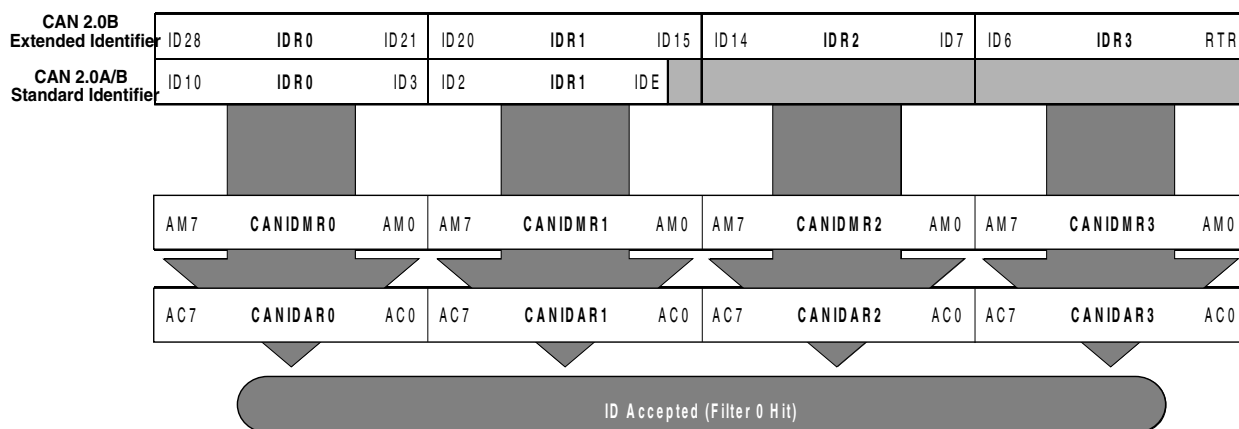 CAN 2.0B
Extended Identifier ID28 IDR0 ID21 ID20 IDR1 ID15 ID14 IDR2 ID7 ID6 IDR3 RTR
CAN 2.0A/B
Standard Identifier ID10 IDR0 ID3 ID2 IDR1 IDE
AM7 CANIDMR0 AM0 AM7 CANIDMR1 AM0 AM7 CANIDMR2 AM0 AM7 CANIDMR3 AM0
AC7 CANIDAR0 AC0 AC7 CANIDAR1 AC0 AC7 CANIDAR2 AC0 AC7 CANIDAR3 AC0
ID Accepted (Filter 0 Hit)